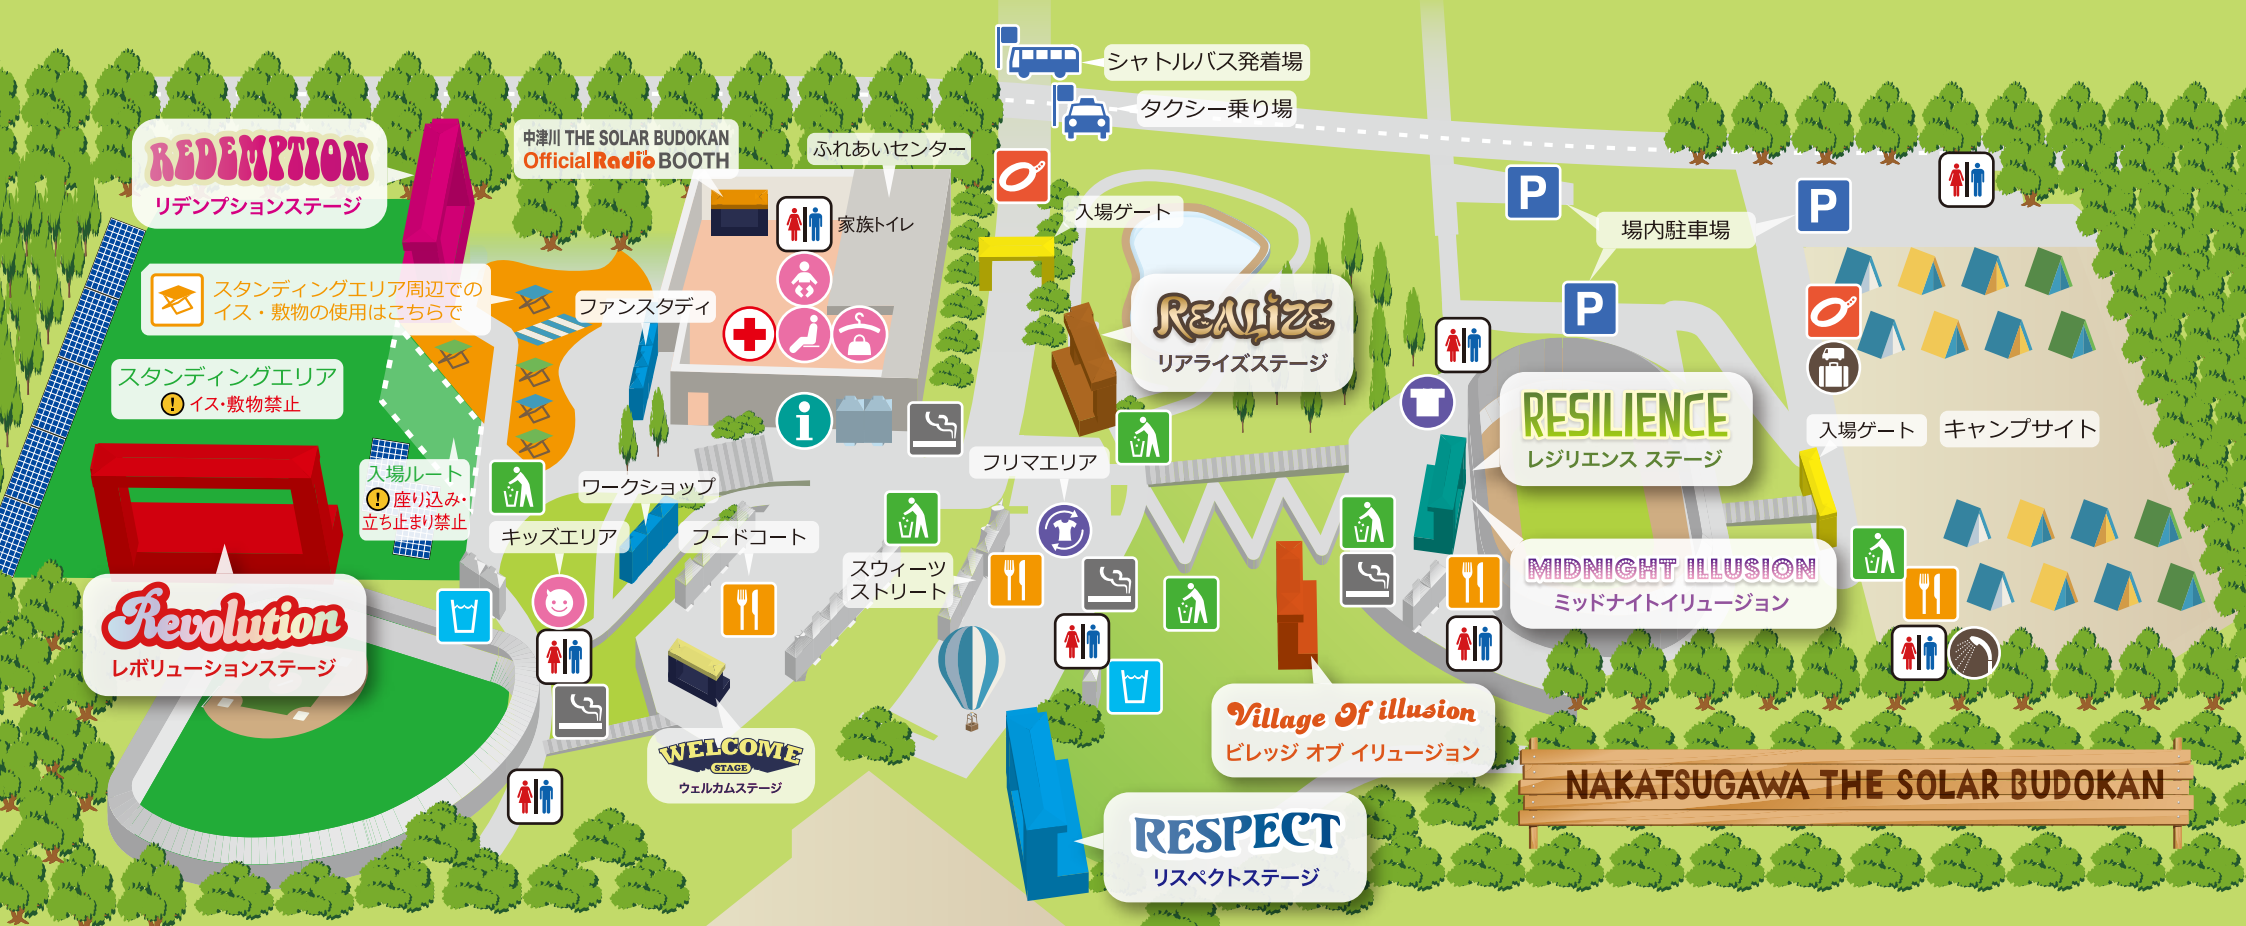 シャトルバス発着場
タクシー乗り場
REDEMPTION
リデンプションステージ
中津川 THE SOLAR BUDOKAN
Official Radio BOOTH
ふれあいセンター
家族トイレ
入場ゲート
P
P
場内駐車場
P
スタンディングエリア周辺での
イス・敷物の使用はこちらで
ファンスタディ
REALIZE
リアライズステージ
スタンディングエリア
! イス・敷物禁止
i
RESILIENCE
レジリエンス ステージ
入場ゲート
キャンプサイト
入場ルート
! 座り込み・
立ち止まり禁止
フリマエリア
ワークショップ
キッズエリア
フードコート
スウィーツ
ストリート
MIDNIGHT ILLUSION
ミッドナイトイリュージョン
Revolution
レボリューションステージ
Village Of illusion
ビレッジ オブ イリュージョン
WELCOME
STAGE
ウェルカムステージ
NAKATSUGAWA THE SOLAR BUDOKAN
RESPECT
リスペクトステージ